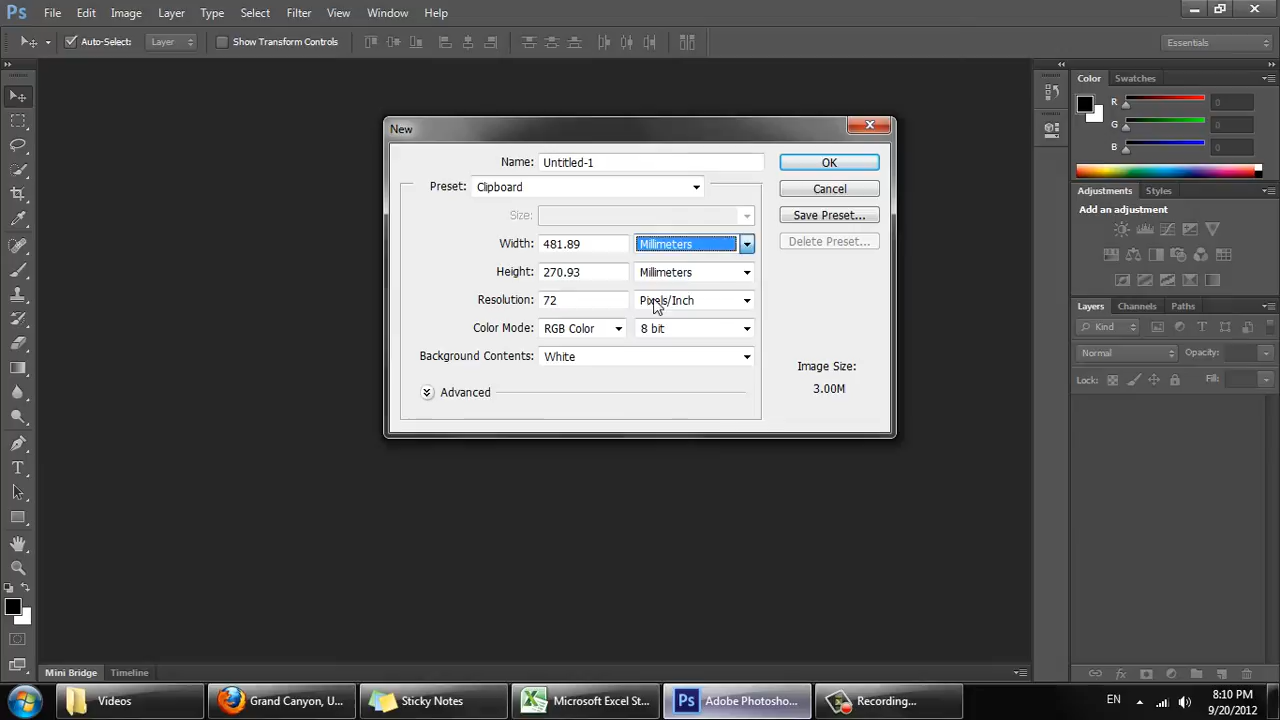 Ps File Edit Image Layer Type Select Filter View Window Help
Auto-Select: Layer Show Transform Controls Essentials
New
Name: Untitled-1
Preset: Clipboard
Size:
Width: 481.89 Millimeters
Height: 270.93 Millimeters
Resolution: 72 Pixels/Inch
Color Mode: RGB Color 8 bit
Background Contents: White
Advanced
OK
Cancel
Save Preset...
Delete Preset...
Image Size:
3.00M
Color Swatches
R 0
G 0
B 0
Adjustments Styles
Add an adjustment
Layers Channels Paths
Kind
Normal Opacity:
Lock: Fill:
T
Mini Bridge Timeline
Videos
Grand Canyon, U...
Sticky Notes
Microsoft Excel St...
Ps Adobe Photosho...
Recording...
EN
8:10 PM
9/20/2012